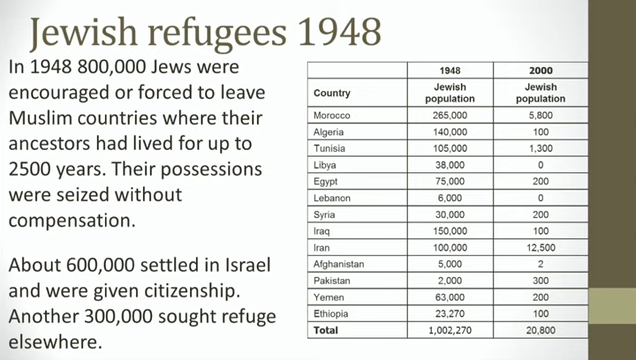 Jewish refugees 1948
In 1948 800,000 Jews were
encouraged or forced to leave
Muslim countries where their
ancestors had lived for up to
2500 years. Their possessions
were seized without
compensation.
About 600,000 settled in Israel
and were given citizenship.
Another 300,000 sought refuge
elsewhere.
1948 2000
Country Jewish population Jewish population
Morocco 265,000 5,800
Algeria 140,000 100
Tunisia 105,000 1,300
Libya 38,000 0
Egypt 75,000 200
Lebanon 6,000 0
Syria 30,000 200
Iraq 150,000 100
Iran 100,000 12,500
Afghanistan 5,000 2
Pakistan 2,000 300
Yemen 63,000 200
Ethiopia 23,270 100
Total 1,002,270 20,800